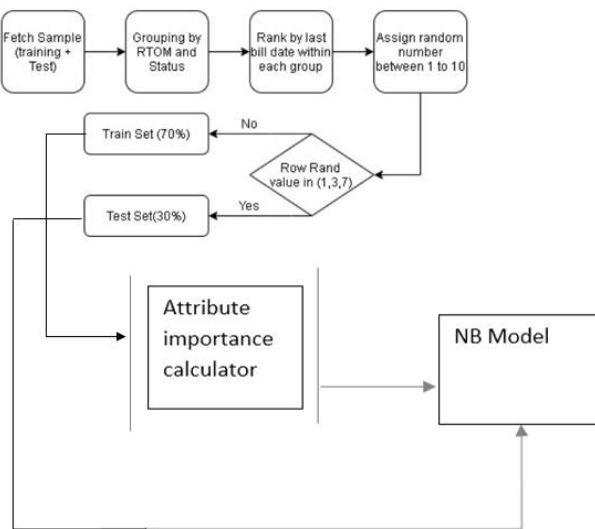 Fetch Sample
(training +
Test)
Grouping by
RTOM and
Status
Rank by last
bill date within
each group
Assign random
number
between 1 to 10
No
Train Set (70%)
Row Rand
value in (1,3,7)
Yes
Test Set(30%)
Attribute
importance
calculator
NB Model